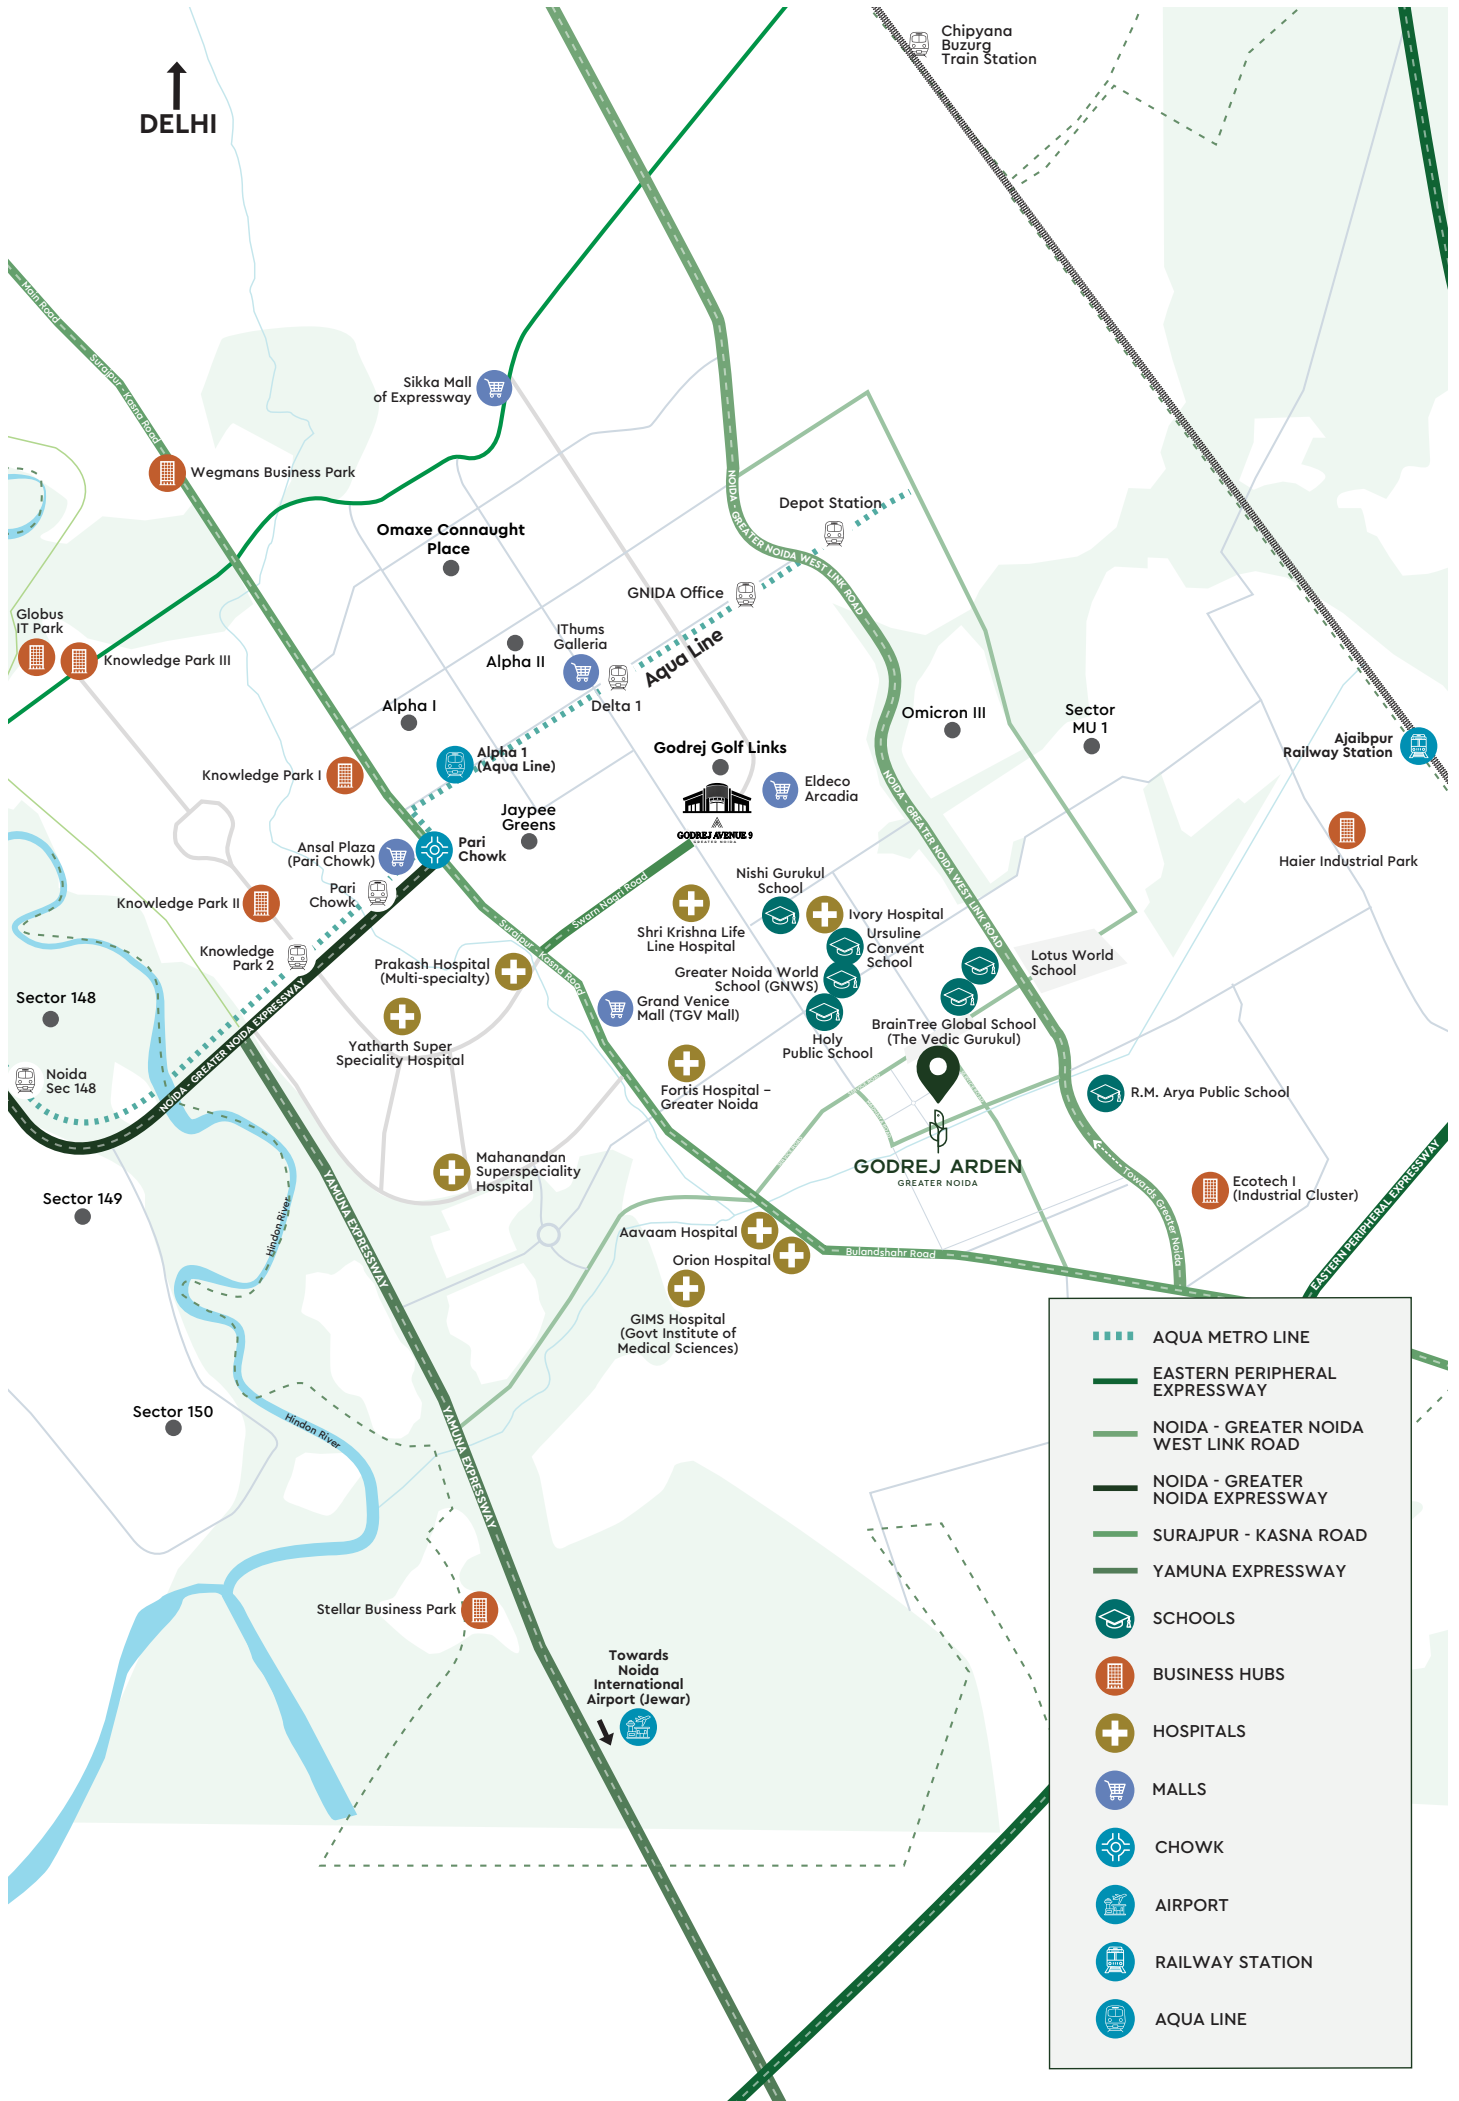 Chipyana
Buzurg
Train Station
DELHI
Main Road
Surajpur - Kasna Road
Sikka Mall
of Expressway
Wegmans Business Park
NOIDA - GREATER NOIDA WEST LINK ROAD
Depot Station
Omaxe Connaught
Place
GNIDA Office
Globus
IT Park
Knowledge Park III
IThums
Galleria
Alpha II
Aqua Line
Delta 1
Alpha I
Omicron III
Sector
MU 1
Ajaibpur
Railway Station
Godrej Golf Links
Alpha 1
(Aqua Line)
Knowledge Park I
Eldeco
Arcadia
NOIDA - GREATER NOIDA WEST LINK ROAD
Jaypee
Greens
GODREJ AVENUE 9
GREATER NOIDA
Ansal Plaza
(Pari Chowk)
Pari
Chowk
Haier Industrial Park
Pari
Chowk
Knowledge Park II
Swarn Nagri Road
Nishi Gurukul
School
Ivory Hospital
Shri Krishna Life
Line Hospital
Surajpur - Kasna Road
Ursuline
Convent
School
Knowledge
Park 2
Prakash Hospital
(Multi-specialty)
Greater Noida World
School (GNWS)
Lotus World
School
Sector 148
Grand Venice
Mall (TGV Mall)
BrainTree Global School
(The Vedic Gurukul)
Holy
Public School
Yatharth Super
Speciality Hospital
NOIDA - GREATER NOIDA EXPRESSWAY
Noida
Sec 148
Fortis Hospital -
Greater Noida
R.M. Arya Public School
GODREJ ARDEN
GREATER NOIDA
Mahanandan
Superspeciality
Hospital
Towards Greater Noida
Ecotech I
(Industrial Cluster)
EASTERN PERIPHERAL EXPRESSWAY
Sector 149
Hindon River
YAMUNA EXPRESSWAY
Aavaam Hospital
Orion Hospital
Bulandshahr Road
GIMS Hospital
(Govt Institute of
Medical Sciences)
Sector 150
Hindon River
YAMUNA EXPRESSWAY
Stellar Business Park
Towards
Noida
International
Airport (Jewar)
AQUA METRO LINE
EASTERN PERIPHERAL
EXPRESSWAY
NOIDA - GREATER NOIDA
WEST LINK ROAD
NOIDA - GREATER
NOIDA EXPRESSWAY
SURAJPUR - KASNA ROAD
YAMUNA EXPRESSWAY
SCHOOLS
BUSINESS HUBS
HOSPITALS
MALLS
CHOWK
AIRPORT
RAILWAY STATION
AQUA LINE